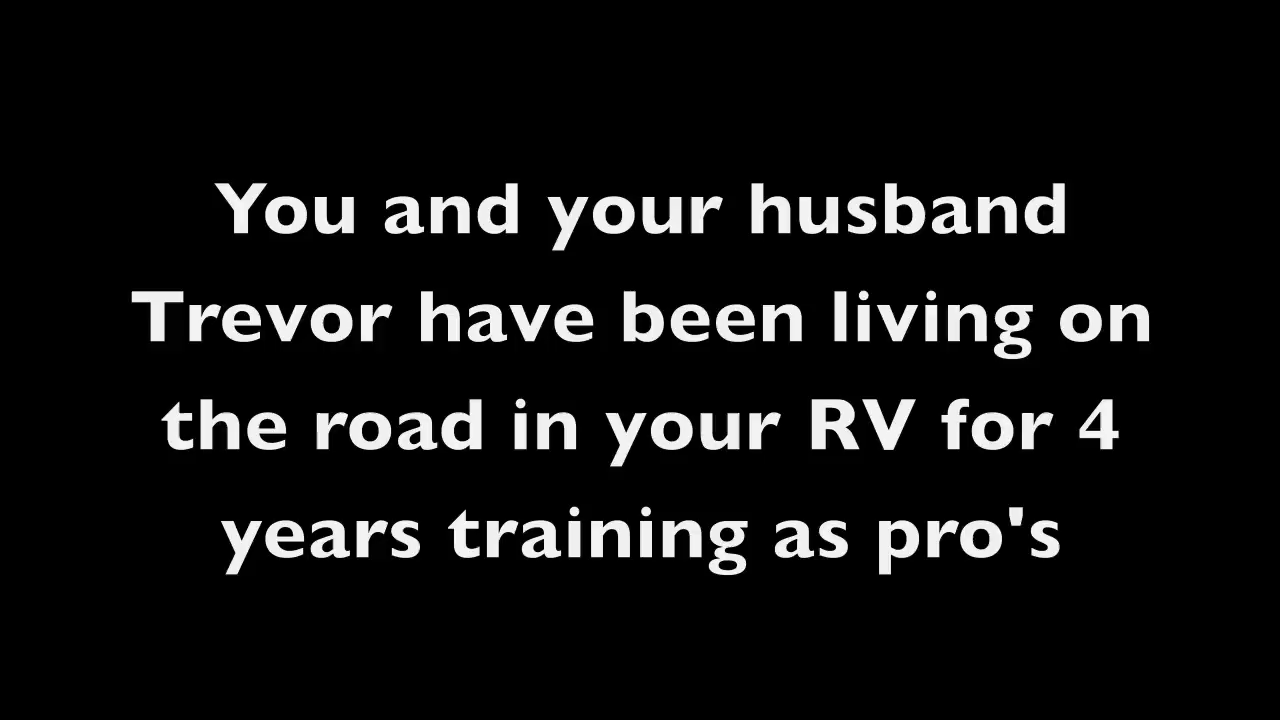 You and your husband
Trevor have been living on
the road in your RV for 4
years training as pro's